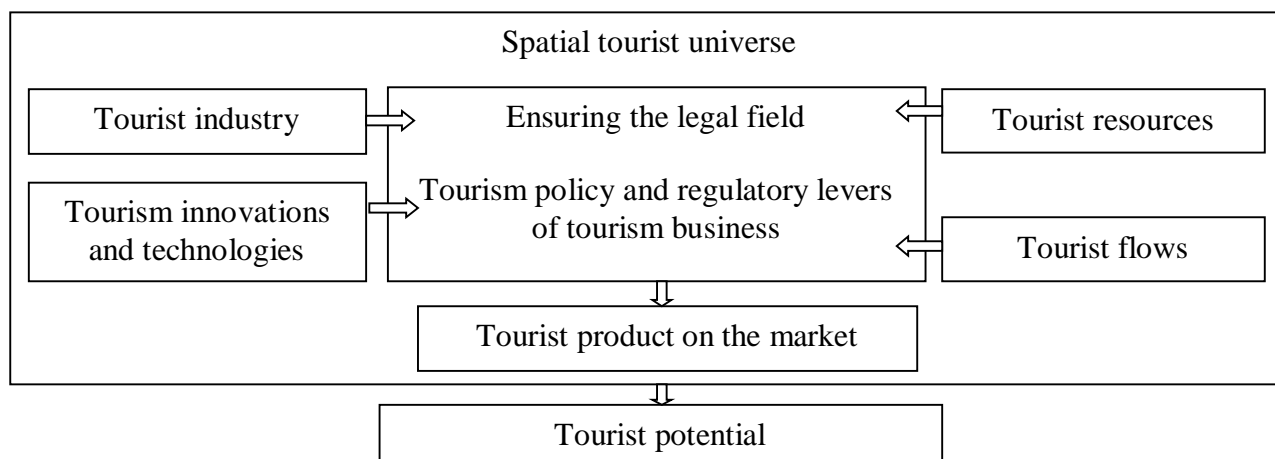 Spatial tourist universe
Tourist industry
Ensuring the legal field
Tourist resources
Tourism innovations
and technologies
Tourism policy and regulatory levers
of tourism business
Tourist flows
Tourist product on the market
Tourist potential